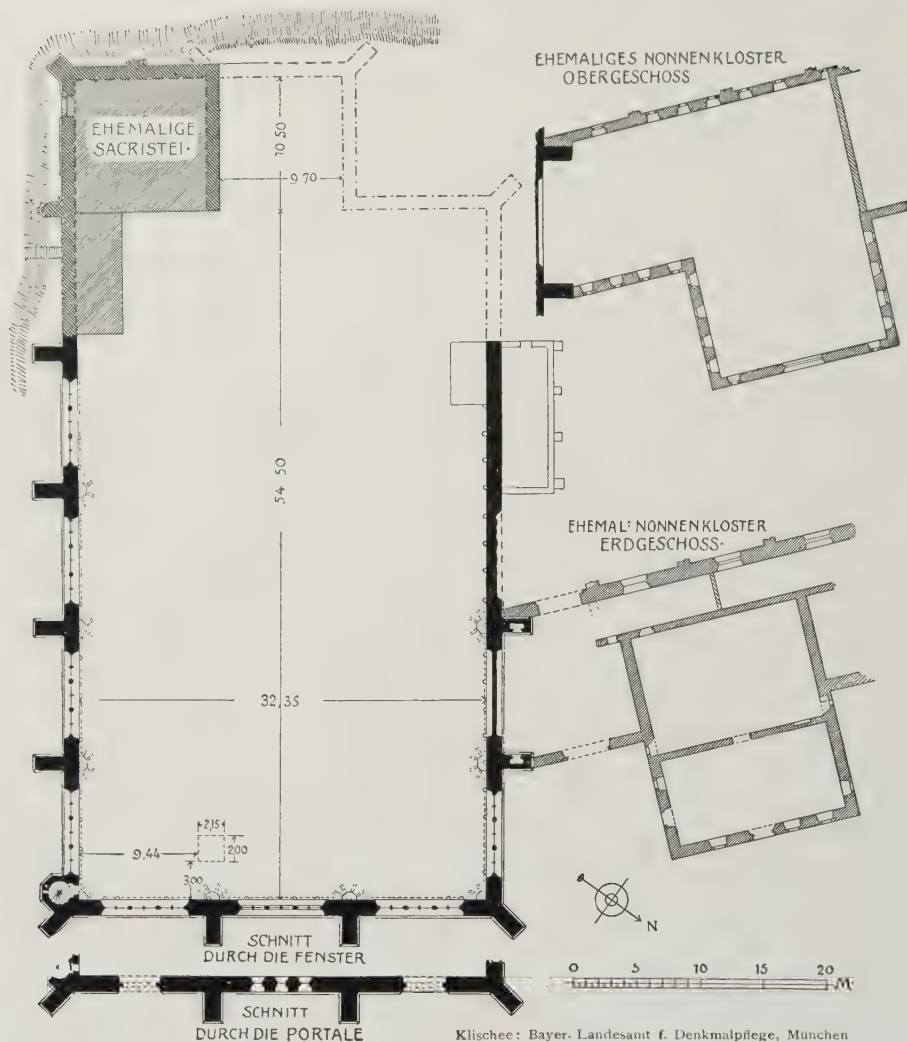 EHEMALIGES NONNENKLOSTER
OBERGESCHOSS
EHEMALIGE
SACRISTEI.
10 50
9.70
54 50
EHEMAL: NONNENKLOSTER
ERDGESCHOSS.
32,35
2,15
2,00
9,44
3,00
N
SCHNITT
DURCH DIE FENSTER
0 5 10 15 20
M
SCHNITT
DURCH DIE PORTALE
Klischee: Bayer. Landesamt f. Denkmalpflege, München